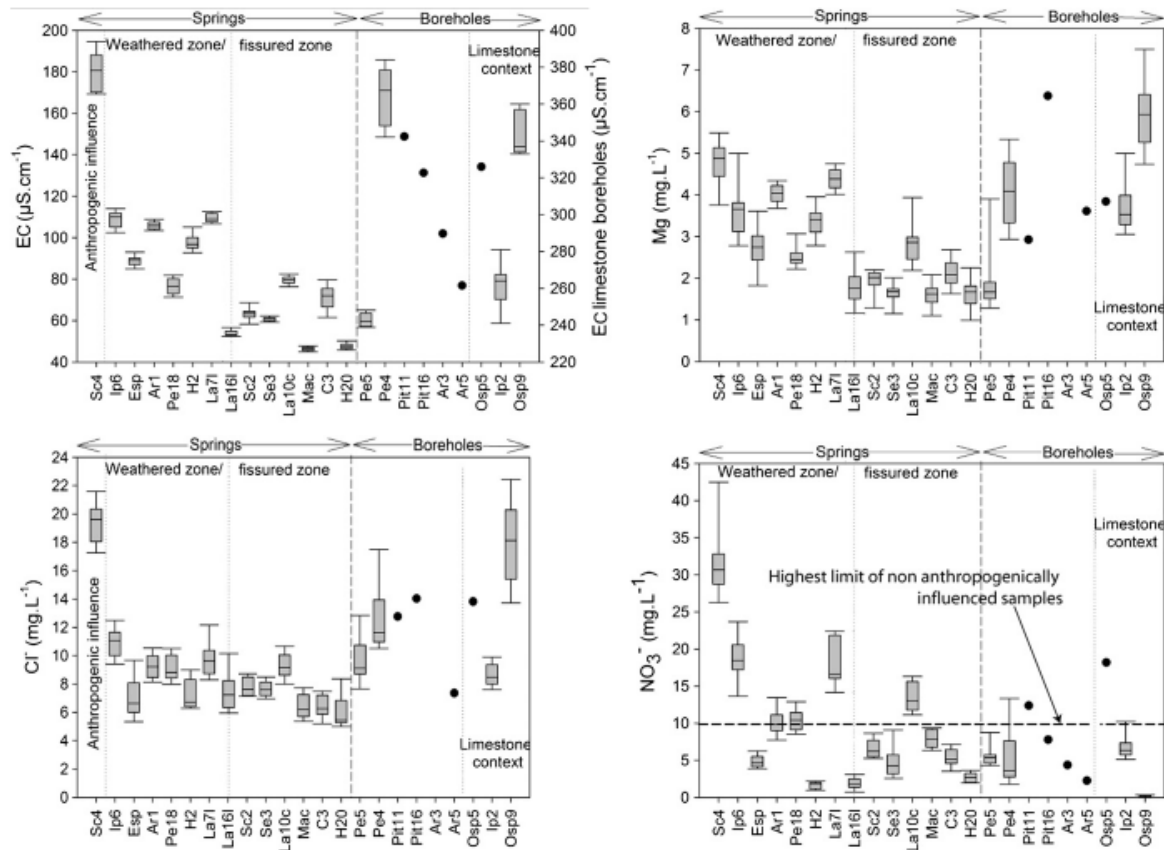 Springs
Boreholes
Weathered zone/
fissured zone
Limestone
context
Anthropogenic influence
EC (µS.cm⁻¹)
EC limestone boreholes (µS.cm⁻¹)
200
180
160
140
120
100
80
60
40
400
380
360
340
320
300
280
260
240
220
Sc4 Ip6 Esp Ar1 Pe18 H2 La7l La16l Sc2 Se3 La10c Mac C3 H20 Pe5 Pe4 Pit11 Pit16 Ar3 Ar5 Osp5 Ip2 Osp9
Springs
Boreholes
Weathered zone/
fissured zone
Mg (mg.L⁻¹)
8
7
6
5
4
3
2
1
0
Limestone
context
Sc4 Ip6 Esp Ar1 Pe18 H2 La7l La16l Sc2 Se3 La10c Mac C3 H20 Pe5 Pe4 Pit11 Pit16 Ar3 Ar5 Osp5 Ip2 Osp9
Springs
Boreholes
Weathered zone/
fissured zone
Anthropogenic influence
Cl⁻ (mg.L⁻¹)
24
22
20
18
16
14
12
10
8
6
4
2
0
Limestone
context
Sc4 Ip6 Esp Ar1 Pe18 H2 La7l La16l Sc2 Se3 La10c Mac C3 H20 Pe5 Pe4 Pit11 Pit16 Ar3 Ar5 Osp5 Ip2 Osp9
Springs
Boreholes
Weathered zone/
fissured zone
Limestone
context
Highest limit of non anthropogenically
influenced samples
NO₃⁻ (mg.L⁻¹)
45
40
35
30
25
20
15
10
5
0
Sc4 Ip6 Esp Ar1 Pe18 H2 La7l La16l Sc2 Se3 La10c Mac C3 H20 Pe5 Pe4 Pit11 Pit16 Ar3 Ar5 Osp5 Ip2 Osp9